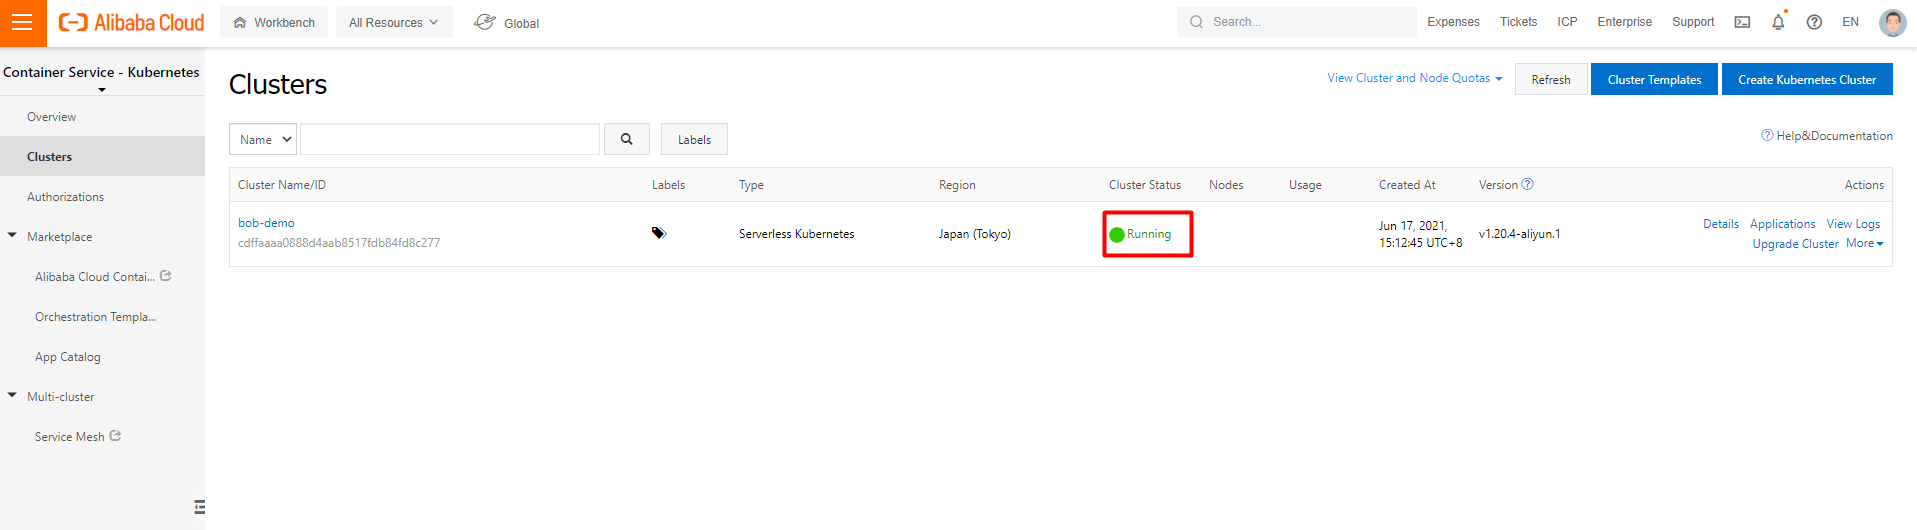 Alibaba Cloud Workbench All Resources Global Search... Expenses Tickets ICP Enterprise Support EN
Container Service - Kubernetes
Overview
Clusters
Authorizations
Marketplace
Alibaba Cloud Contai...
Orchestration Templa...
App Catalog
Multi-cluster
Service Mesh
Clusters
View Cluster and Node Quotas Refresh Cluster Templates Create Kubernetes Cluster
Name Labels Help&Documentation
Cluster Name/ID Labels Type Region Cluster Status Nodes Usage Created At Version Actions
bob-demo
cdffaaaa0888d4aab8517fdb84fd8c277
Serverless Kubernetes Japan (Tokyo) Running
Jun 17, 2021,
15:12:45 UTC+8
v1.20.4-aliyun.1
Details Applications View Logs
Upgrade Cluster More